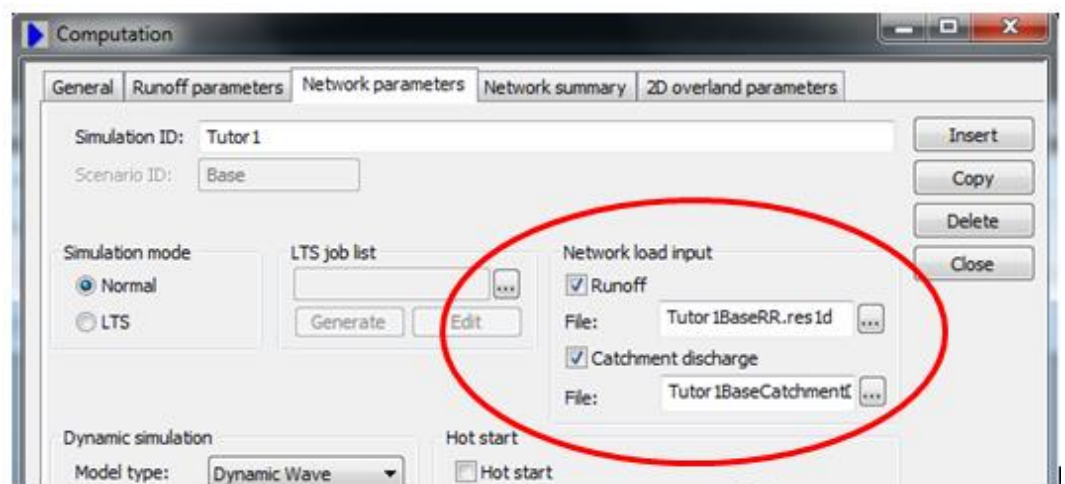 Computation
General Runoff parameters Network parameters Network summary 2D overland parameters
Simulation ID: Tutor1 Insert
Scenario ID: Base Copy
Delete
Simulation mode LTS job list Network load input Close
Normal ... Runoff
LTS Generate Edit File: Tutor1BaseRR.res1d ...
Catchment discharge
File: Tutor1BaseCatchment ...
Dynamic simulation Hot start
Model type: Dynamic Wave Hot start